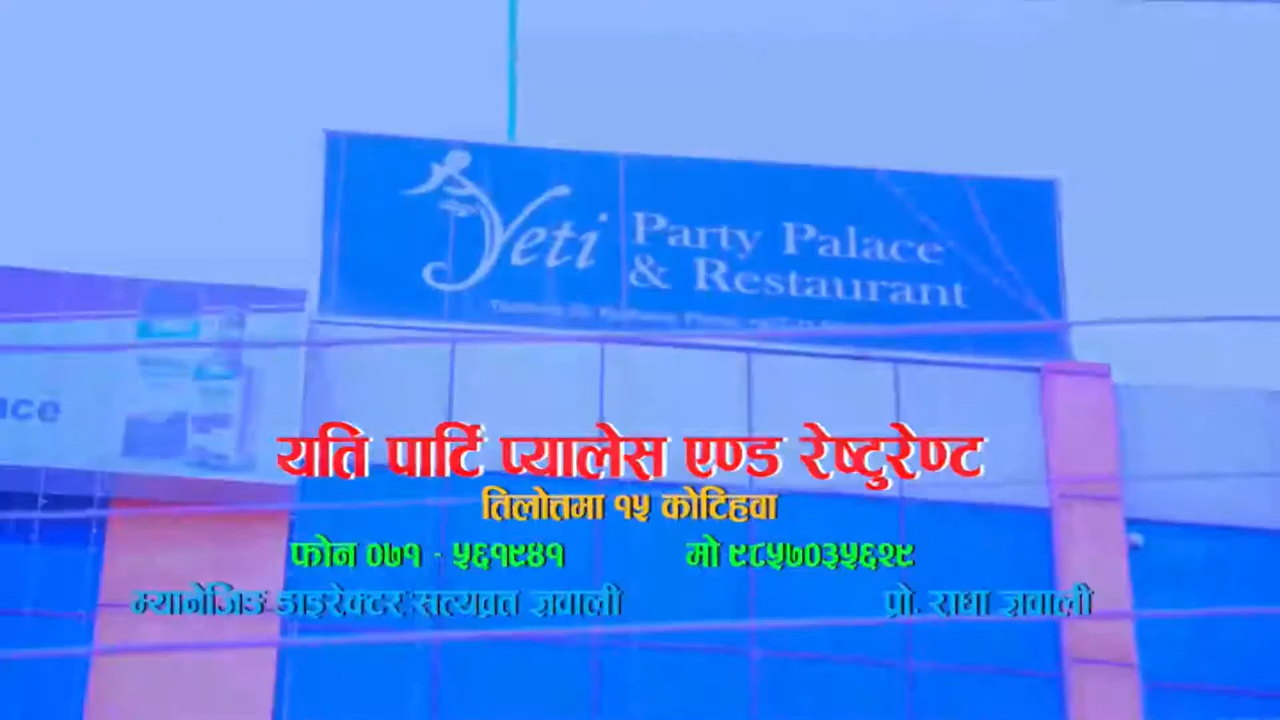 Yeti
Party Palace
& Restaurant
ace
यति पार्टि प्यालेस एण्ड रेष्टुरेण्ट
तिलोत्तमा १५ कोटिहवा
फोन ०७१ - ५६१९४१ मो ९८५७०३५६२९
म्यानेजिङ डाइरेक्टर:सत्यव्रत ज्ञवाली प्रो. राधा ज्ञवाली